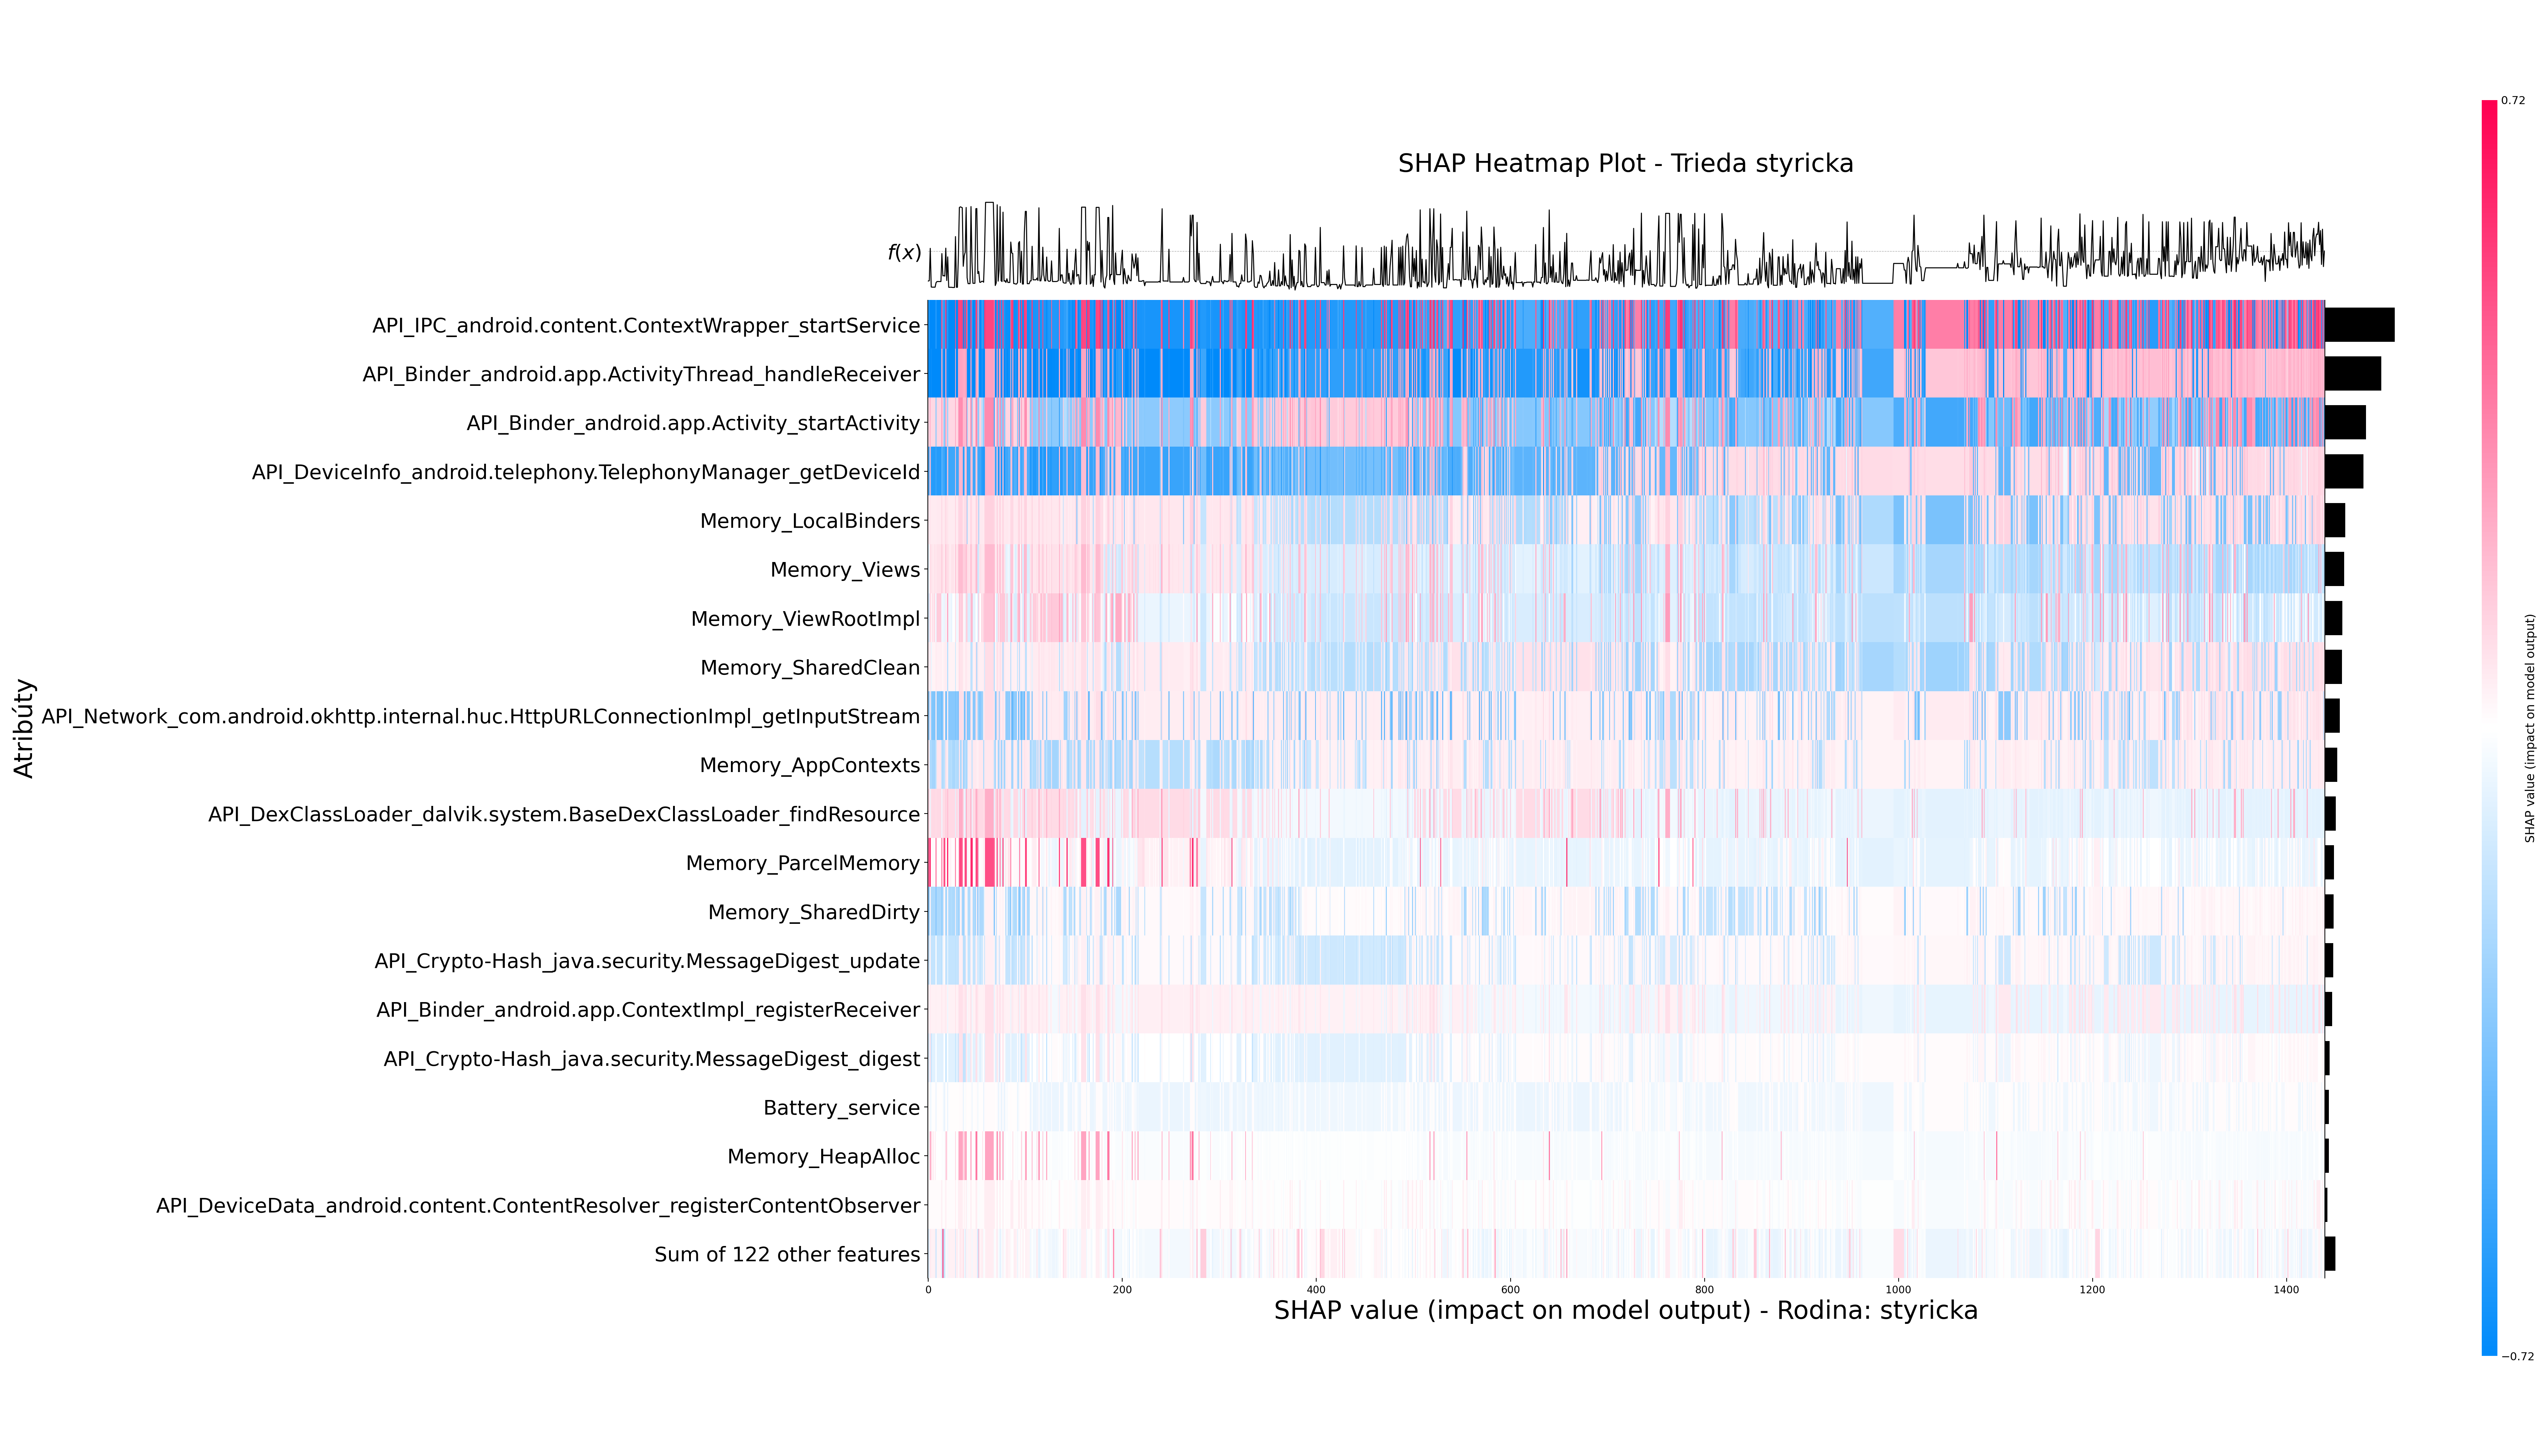 SHAP Heatmap Plot - Trieda styricka
f(x)
API_IPC_android.content.ContextWrapper_startService
API_Binder_android.app.ActivityThread_handleReceiver
API_Binder_android.app.Activity_startActivity
API_DeviceInfo_android.telephony.TelephonyManager_getDeviceId
Memory_LocalBinders
Memory_Views
Memory_ViewRootImpl
Memory_SharedClean
API_Network_com.android.okhttp.internal.huc.HttpURLConnectionImpl_getInputStream
Memory_AppContexts
API_DexClassLoader_dalvik.system.BaseDexClassLoader_findResource
Memory_ParcelMemory
Memory_SharedDirty
API_Crypto-Hash_java.security.MessageDigest_update
API_Binder_android.app.ContextImpl_registerReceiver
API_Crypto-Hash_java.security.MessageDigest_digest
Battery_service
Memory_HeapAlloc
API_DeviceData_android.content.ContentResolver_registerContentObserver
Sum of 122 other features
Atribúty
0 200 400 600 800 1000 1200 1400
SHAP value (impact on model output) - Rodina: styricka
0.72
SHAP value (impact on model output)
−0.72